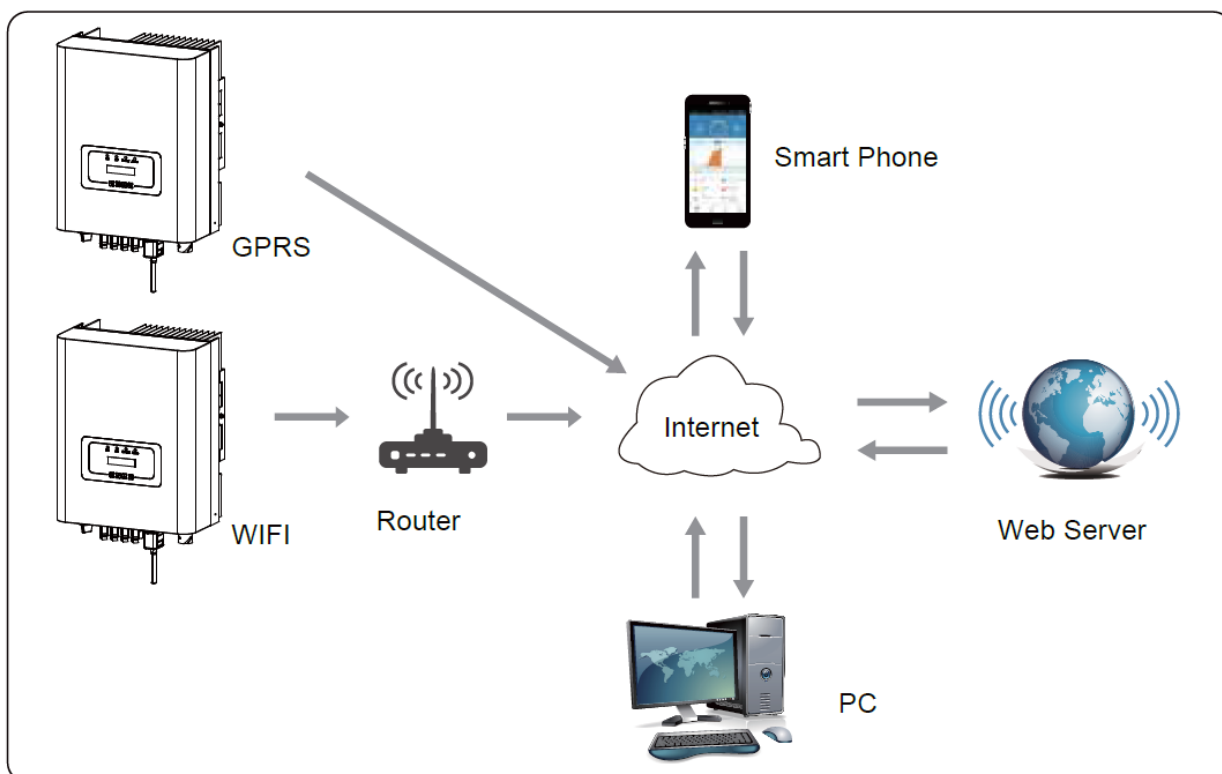 GPRS
Smart Phone
Internet
WIFI
Router
Web Server
PC